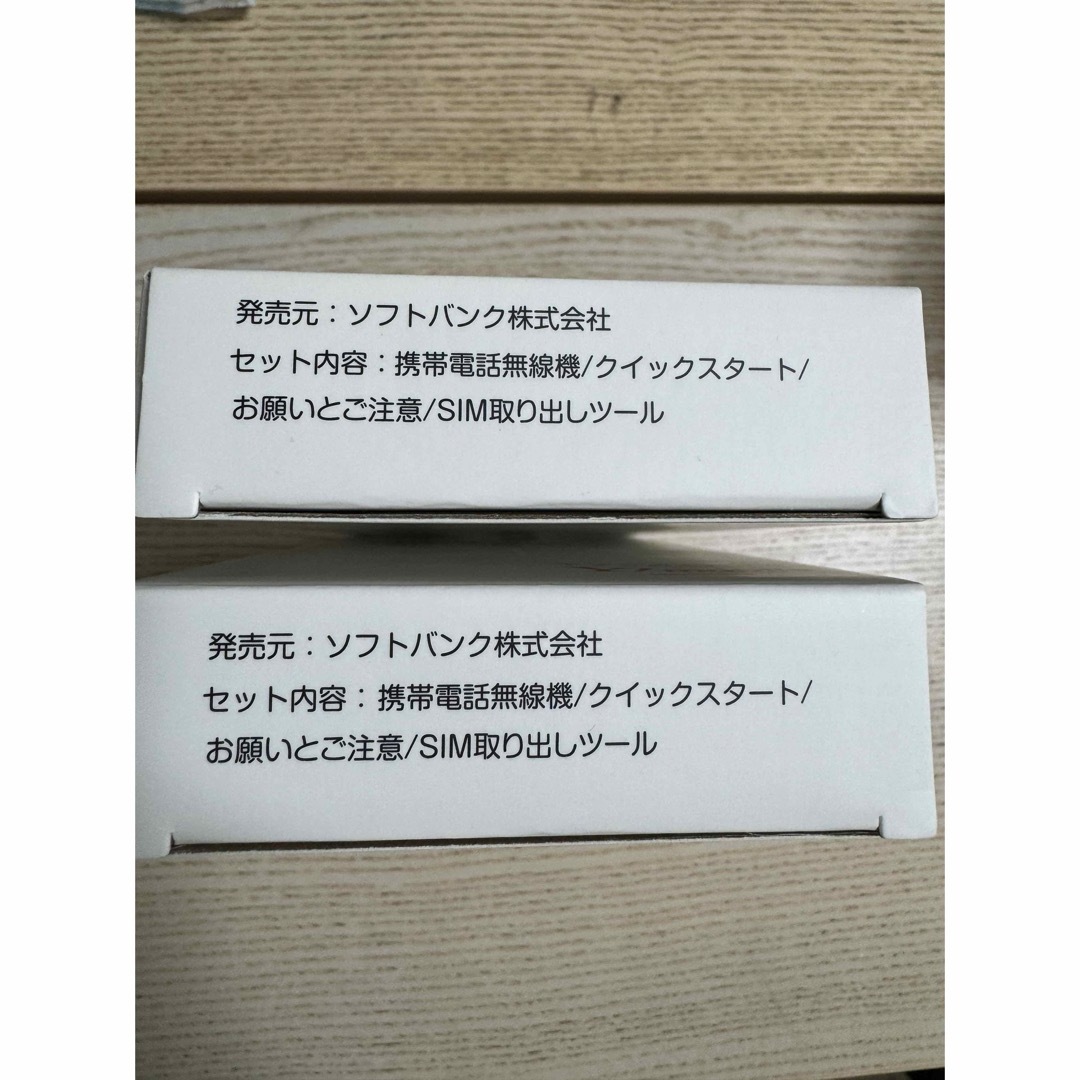 発売元：ソフトバンク株式会社
セット内容：携帯電話無線機/クイックスタート/
お願いとご注意/SIM取り出しツール
発売元：ソフトバンク株式会社
セット内容：携帯電話無線機/クイックスタート/
お願いとご注意/SIM取り出しツール